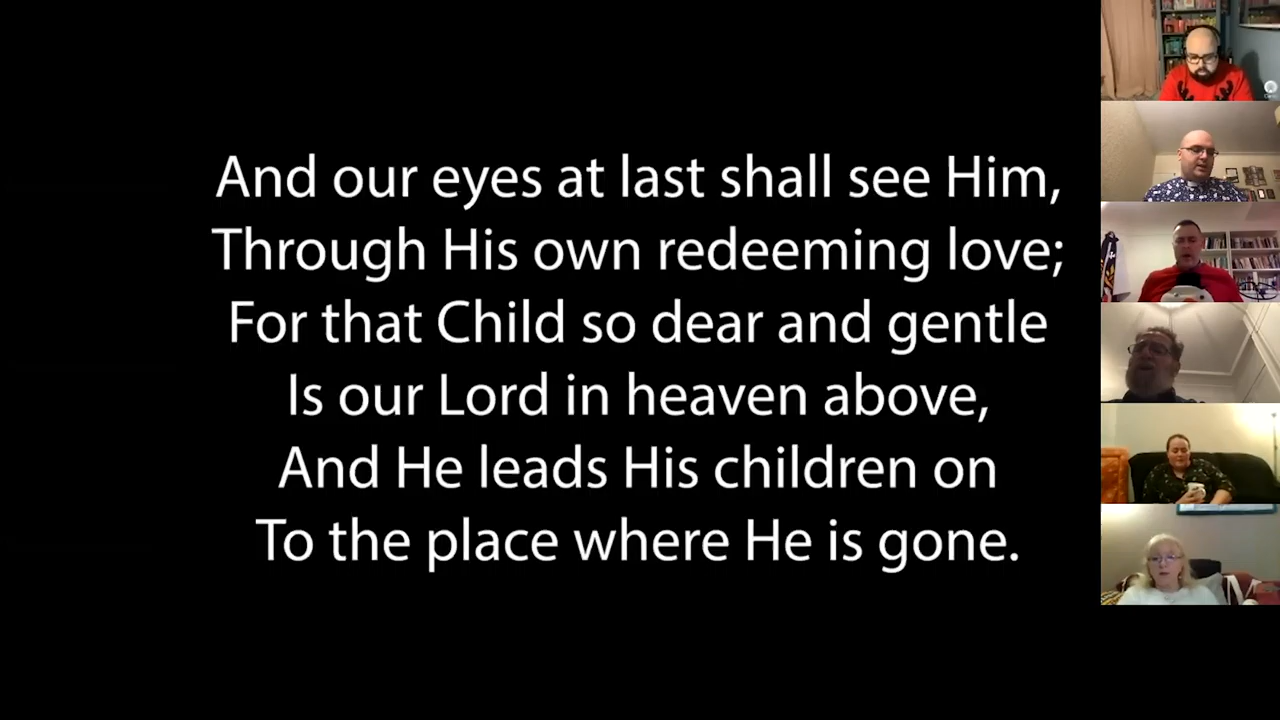 And our eyes at last shall see Him,
Through His own redeeming love;
For that Child so dear and gentle
Is our Lord in heaven above,
And He leads His children on
To the place where He is gone.